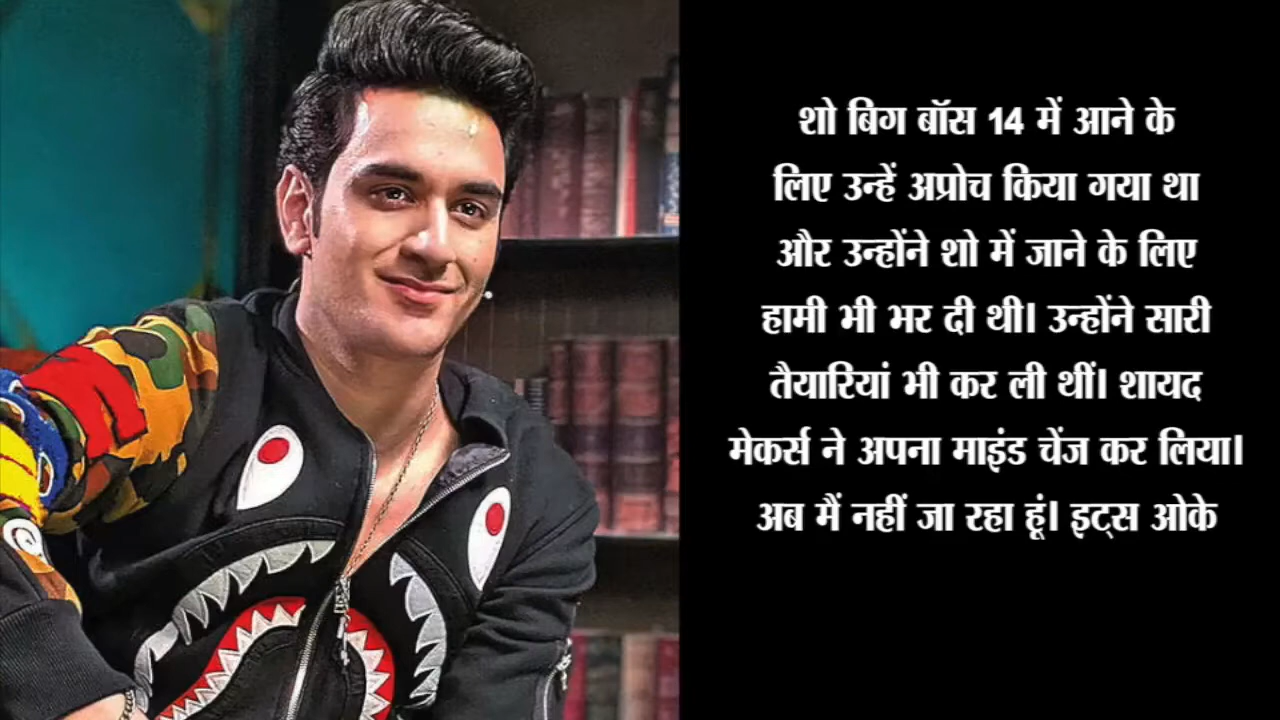 शो बिग बॉस 14 में आने के
लिए उन्हें अप्रोच किया गया था
और उन्होंने शो में जाने के लिए
हामी भी भर दी थी। उन्होंने सारी
तैयारियां भी कर ली थीं। शायद
मेकर्स ने अपना माइंड चेंज कर लिया।
अब मैं नहीं जा रहा हूं। इट्स ओके